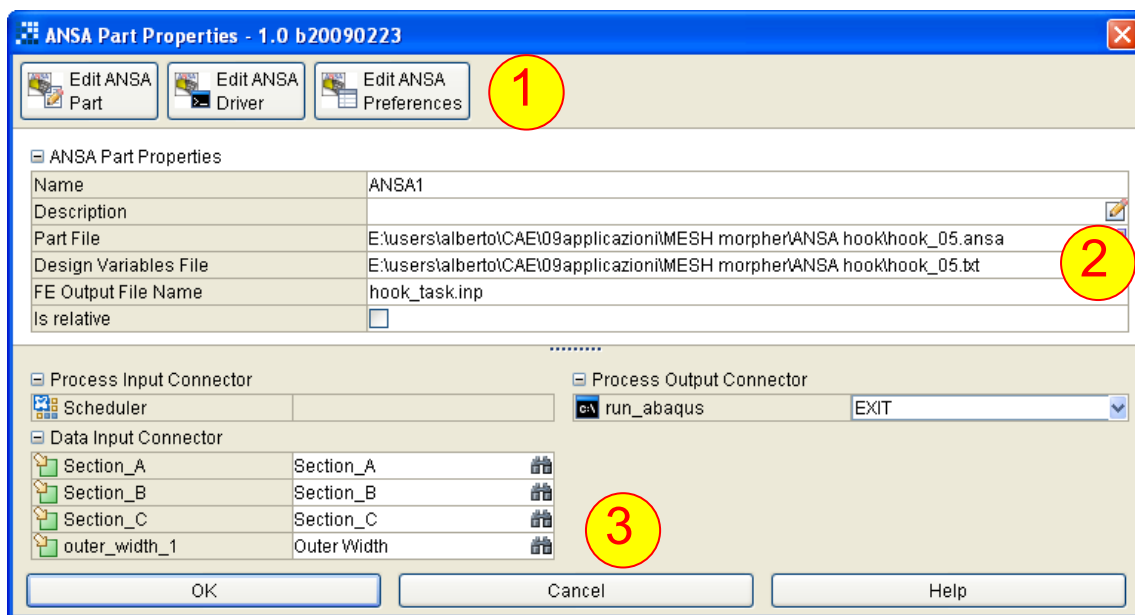 ANSA Part Properties - 1.0 b20090223
Edit ANSA Part
Edit ANSA Driver
Edit ANSA Preferences
1
ANSA Part Properties
Name ANSA1
Description
Part File E:\users\alberto\CAE\09applicazioni\MESH morpher\ANSA hook\hook_05.ansa
Design Variables File E:\users\alberto\CAE\09applicazioni\MESH morpher\ANSA hook\hook_05.txt
2
FE Output File Name hook_task.inp
Is relative
Process Input Connector
Scheduler
Process Output Connector
run_abaqus EXIT
Data Input Connector
Section_A Section_A
Section_B Section_B
Section_C Section_C
outer_width_1 Outer Width
3
OK Cancel Help